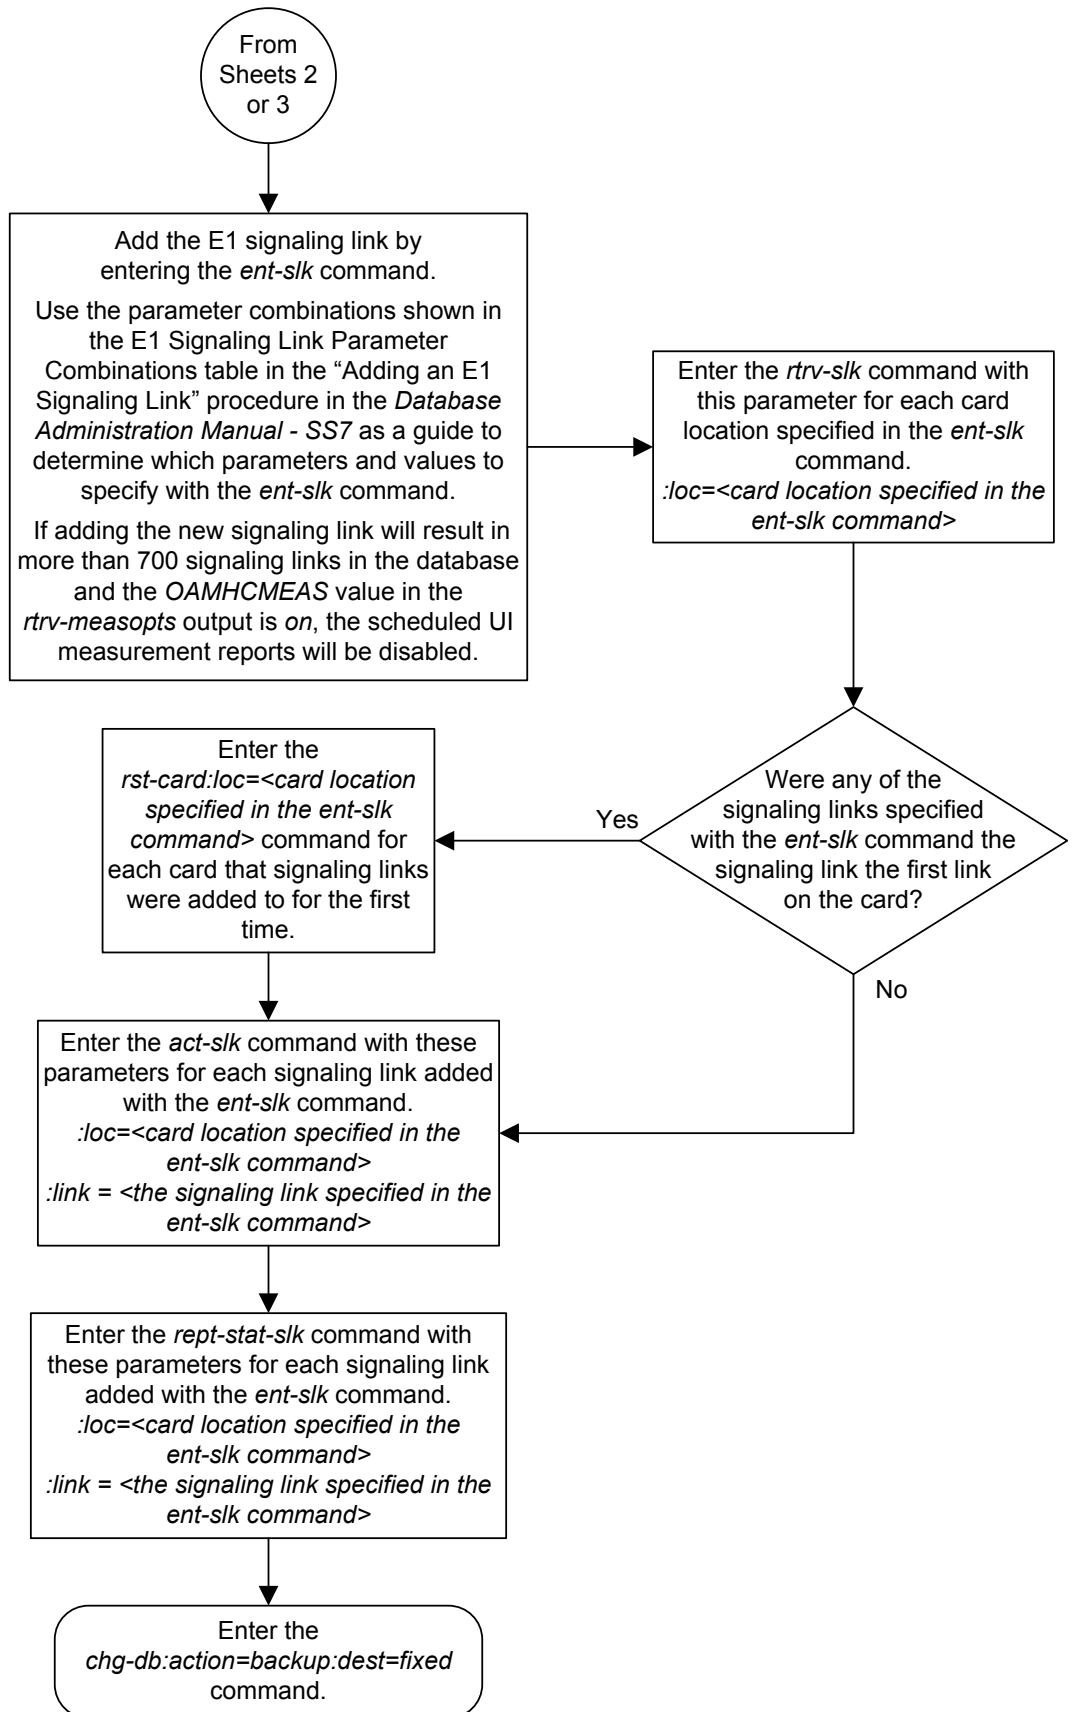 From
Sheets 2
or 3
Add the E1 signaling link by
entering the ent-slk command.
Use the parameter combinations shown in
the E1 Signaling Link Parameter
Combinations table in the “Adding an E1
Signaling Link” procedure in the Database
Administration Manual - SS7 as a guide to
determine which parameters and values to
specify with the ent-slk command.
If adding the new signaling link will result in
more than 700 signaling links in the database
and the OAMHCMEAS value in the
rtrv-measopts output is on, the scheduled UI
measurement reports will be disabled.
Enter the rtrv-slk command with
this parameter for each card
location specified in the ent-slk
command.
:loc=<card location specified in the
ent-slk command>
Were any of the
signaling links specified
with the ent-slk command the
signaling link the first link
on the card?
Yes
No
Enter the
rst-card:loc=<card location
specified in the ent-slk
command> command for
each card that signaling links
were added to for the first
time.
Enter the act-slk command with these
parameters for each signaling link added
with the ent-slk command.
:loc=<card location specified in the
ent-slk command>
:link = <the signaling link specified in the
ent-slk command>
Enter the rept-stat-slk command with
these parameters for each signaling link
added with the ent-slk command.
:loc=<card location specified in the
ent-slk command>
:link = <the signaling link specified in the
ent-slk command>
Enter the
chg-db:action=backup:dest=fixed
command.